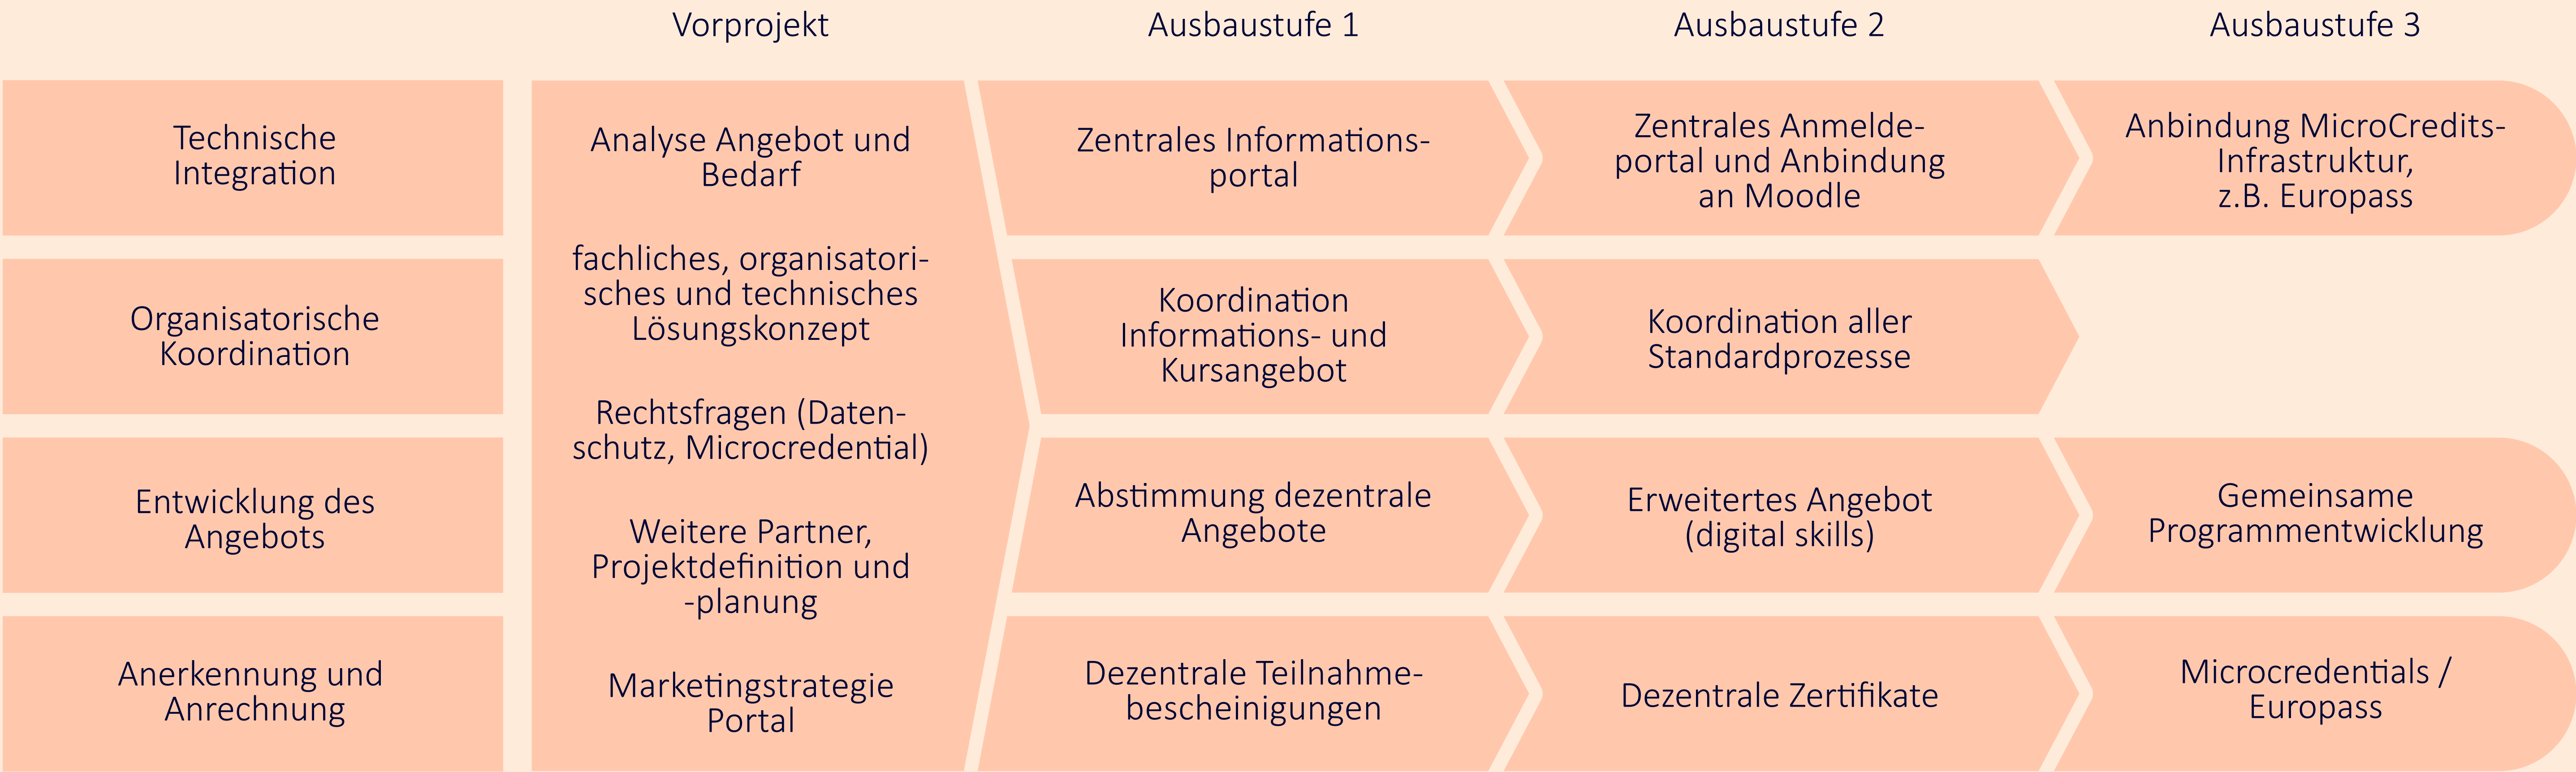 Vorprojekt
Ausbaustufe 1
Ausbaustufe 2
Ausbaustufe 3
Technische
Integration
Organisatorische
Koordination
Entwicklung des
Angebots
Anerkennung und
Anrechnung
Analyse Angebot und
Bedarf
fachliches, organisatori-
sches und technisches
Lösungskonzept
Rechtsfragen (Daten-
schutz, Microcredential)
Weitere Partner,
Projektdefinition und
-planung
Marketingstrategie
Portal
Zentrales Informations-
portal
Zentrales Anmelde-
portal und Anbindung
an Moodle
Anbindung MicroCredits-
Infrastruktur,
z.B. Europass
Koordination
Informations- und
Kursangebot
Koordination aller
Standardprozesse
Abstimmung dezentrale
Angebote
Erweitertes Angebot
(digital skills)
Gemeinsame
Programmentwicklung
Dezentrale Teilnahme-
bescheinigungen
Dezentrale Zertifikate
Microcredentials /
Europass